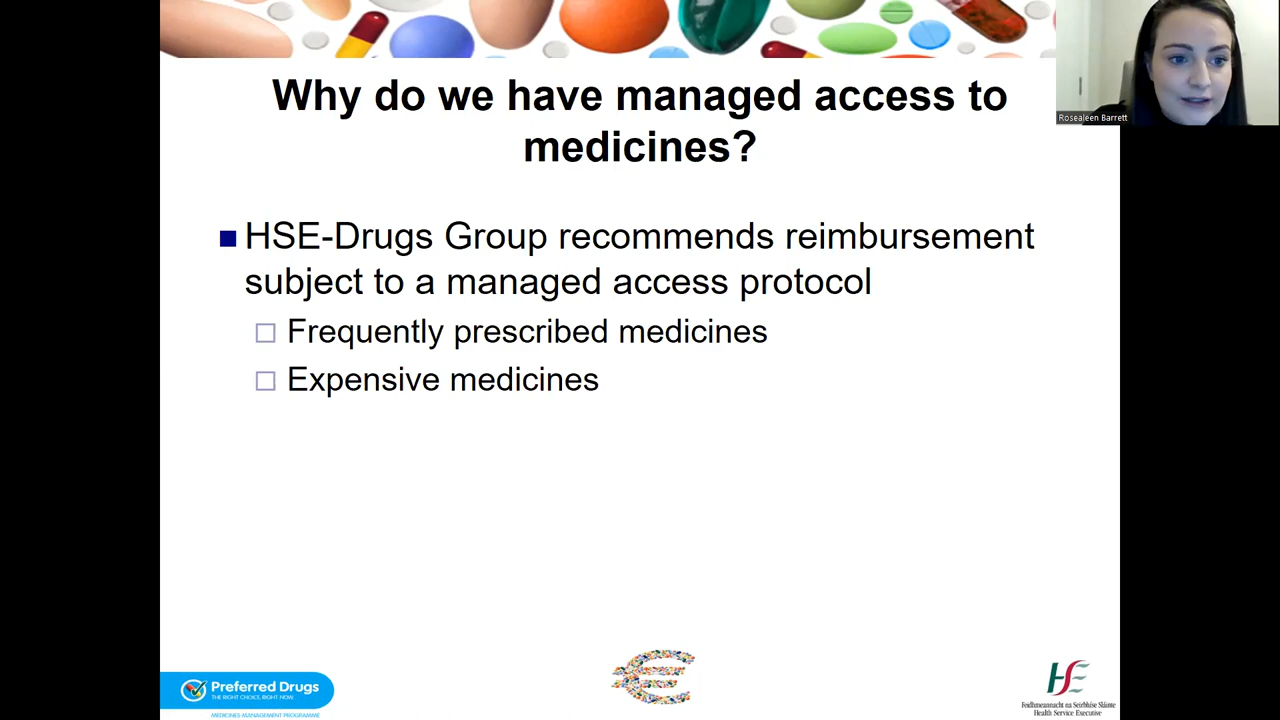 Why do we have managed access to
medicines?
Rosealeen Barrett
HSE-Drugs Group recommends reimbursement
subject to a managed access protocol
Frequently prescribed medicines
Expensive medicines
Preferred Drugs
THE RIGHT CHOICE, RIGHT NOW.
MEDICINES MANAGEMENT PROGRAMME
€
HSE
Feidhmeannacht na Seirbhíse Sláinte
Health Service Executive